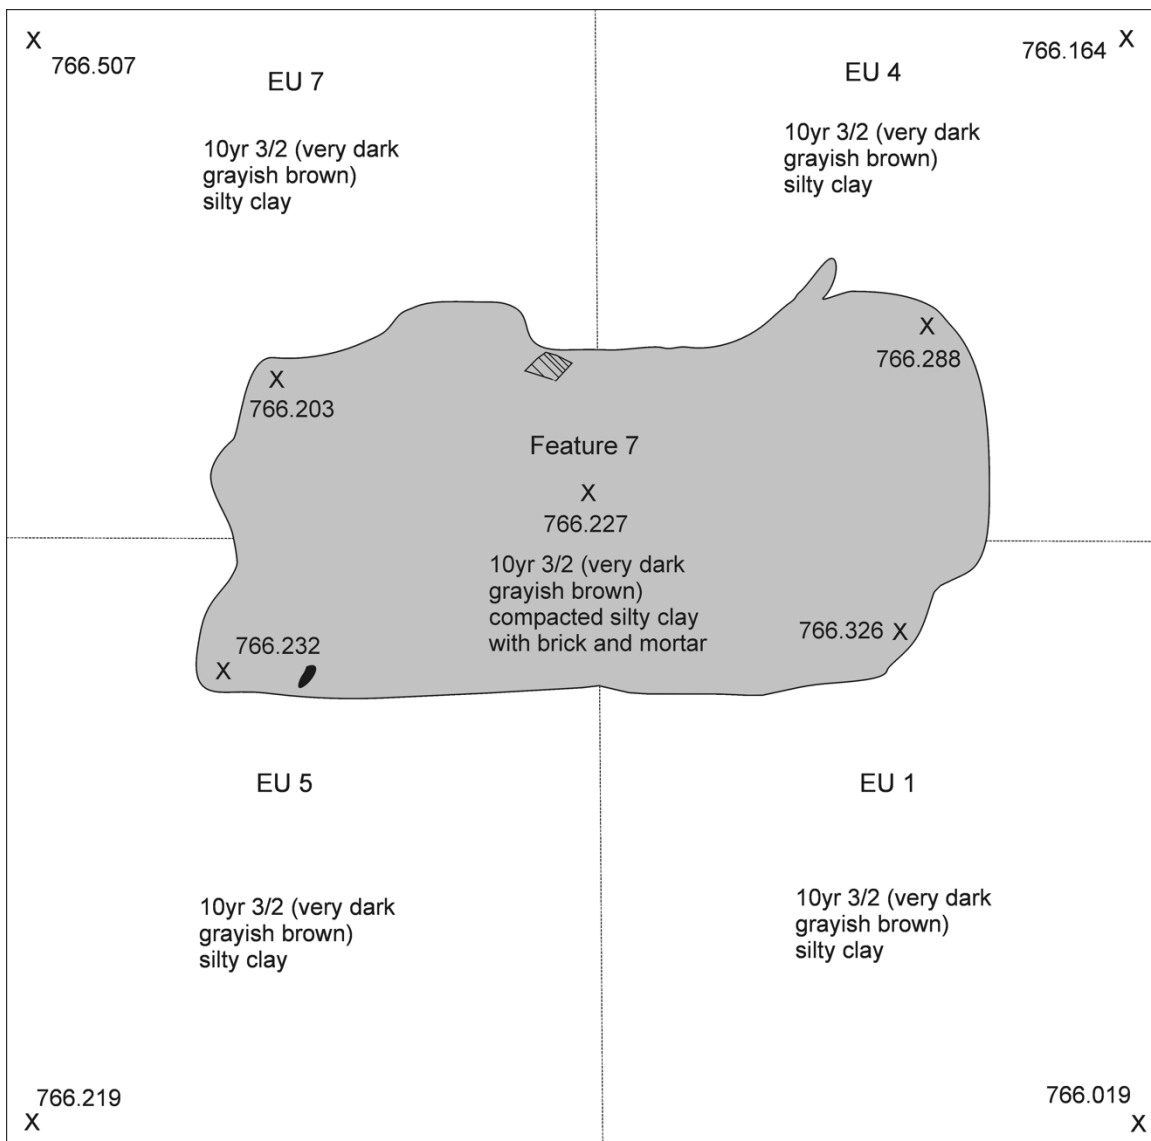 X
766.507
EU 7
10yr 3/2 (very dark
grayish brown)
silty clay
766.164 X
EU 4
10yr 3/2 (very dark
grayish brown)
silty clay
X
766.203
X
766.288
Feature 7
X
766.227
10yr 3/2 (very dark
grayish brown)
compacted silty clay
with brick and mortar
766.232
X
766.326 X
EU 5
10yr 3/2 (very dark
grayish brown)
silty clay
EU 1
10yr 3/2 (very dark
grayish brown)
silty clay
766.219
X
766.019
X